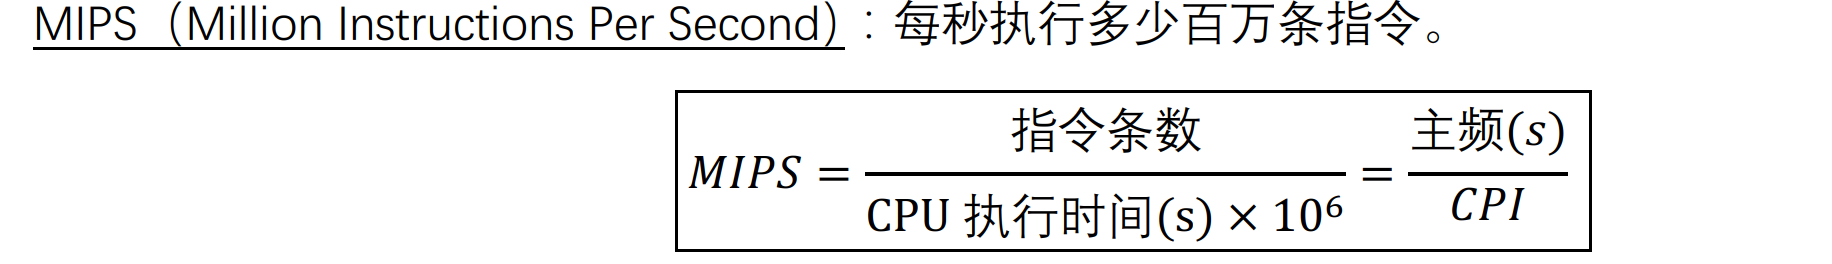 MIPS（Million Instructions Per Second）：每秒执行多少百万条指令。
MIPS = 指令条数 / CPU 执行时间(s) × 10⁶ = 主频(s) / CPI